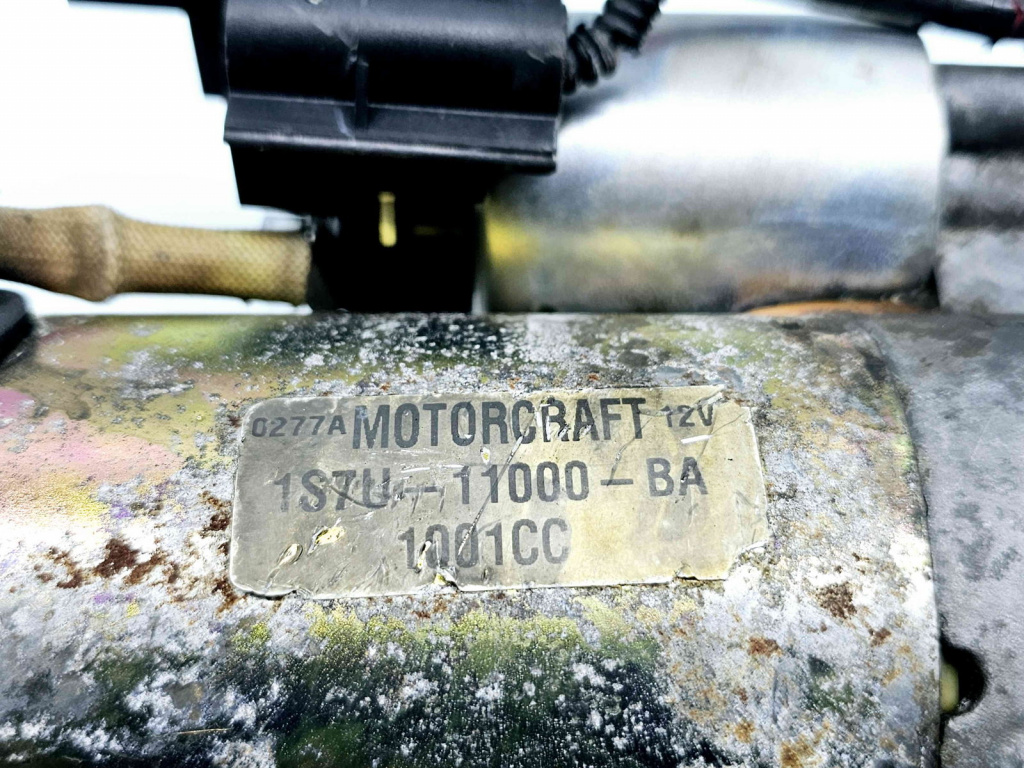 0277A MOTORCRAFT 12V
1S7U-11000-BA
1001CC